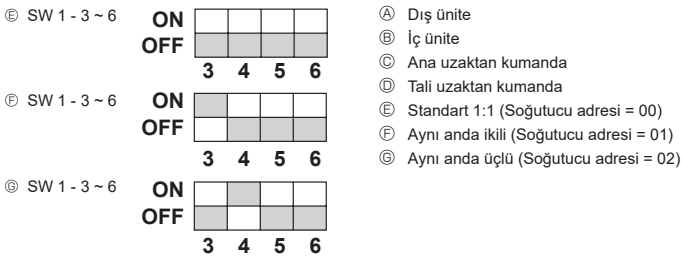 Ⓔ SW 1 - 3 ~ 6
ON
OFF
3 4 5 6
Ⓕ SW 1 - 3 ~ 6
ON
OFF
3 4 5 6
Ⓖ SW 1 - 3 ~ 6
ON
OFF
3 4 5 6
Ⓐ Dış ünite
Ⓑ İç ünite
Ⓒ Ana uzaktan kumanda
Ⓓ Tali uzaktan kumanda
Ⓔ Standart 1:1 (Soğutucu adresi = 00)
Ⓕ Aynı anda ikili (Soğutucu adresi = 01)
Ⓖ Aynı anda üçlü (Soğutucu adresi = 02)